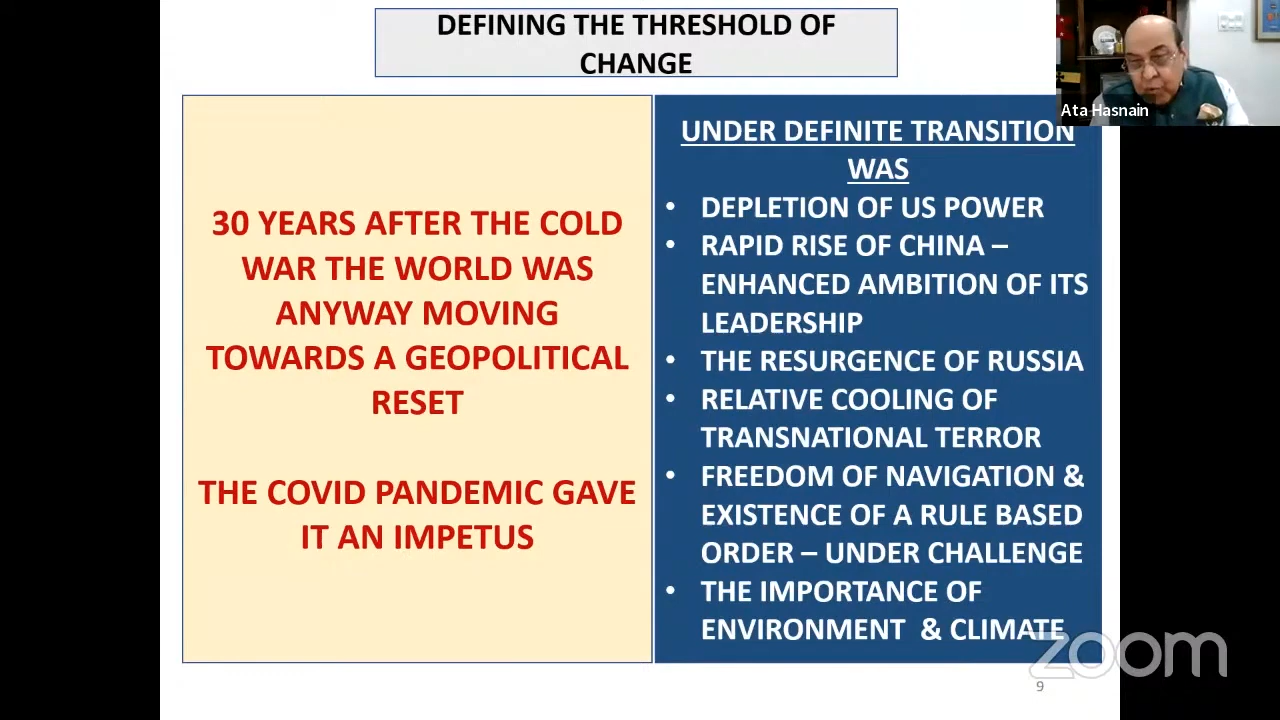 DEFINING THE THRESHOLD OF
CHANGE
30 YEARS AFTER THE COLD
WAR THE WORLD WAS
ANYWAY MOVING
TOWARDS A GEOPOLITICAL
RESET
THE COVID PANDEMIC GAVE
IT AN IMPETUS
UNDER DEFINITE TRANSITION
WAS
• DEPLETION OF US POWER
• RAPID RISE OF CHINA –
ENHANCED AMBITION OF ITS
LEADERSHIP
• THE RESURGENCE OF RUSSIA
• RELATIVE COOLING OF
TRANSNATIONAL TERROR
• FREEDOM OF NAVIGATION &
EXISTENCE OF A RULE BASED
ORDER – UNDER CHALLENGE
• THE IMPORTANCE OF
ENVIRONMENT & CLIMATE
Ata Hasnain
zoom
9